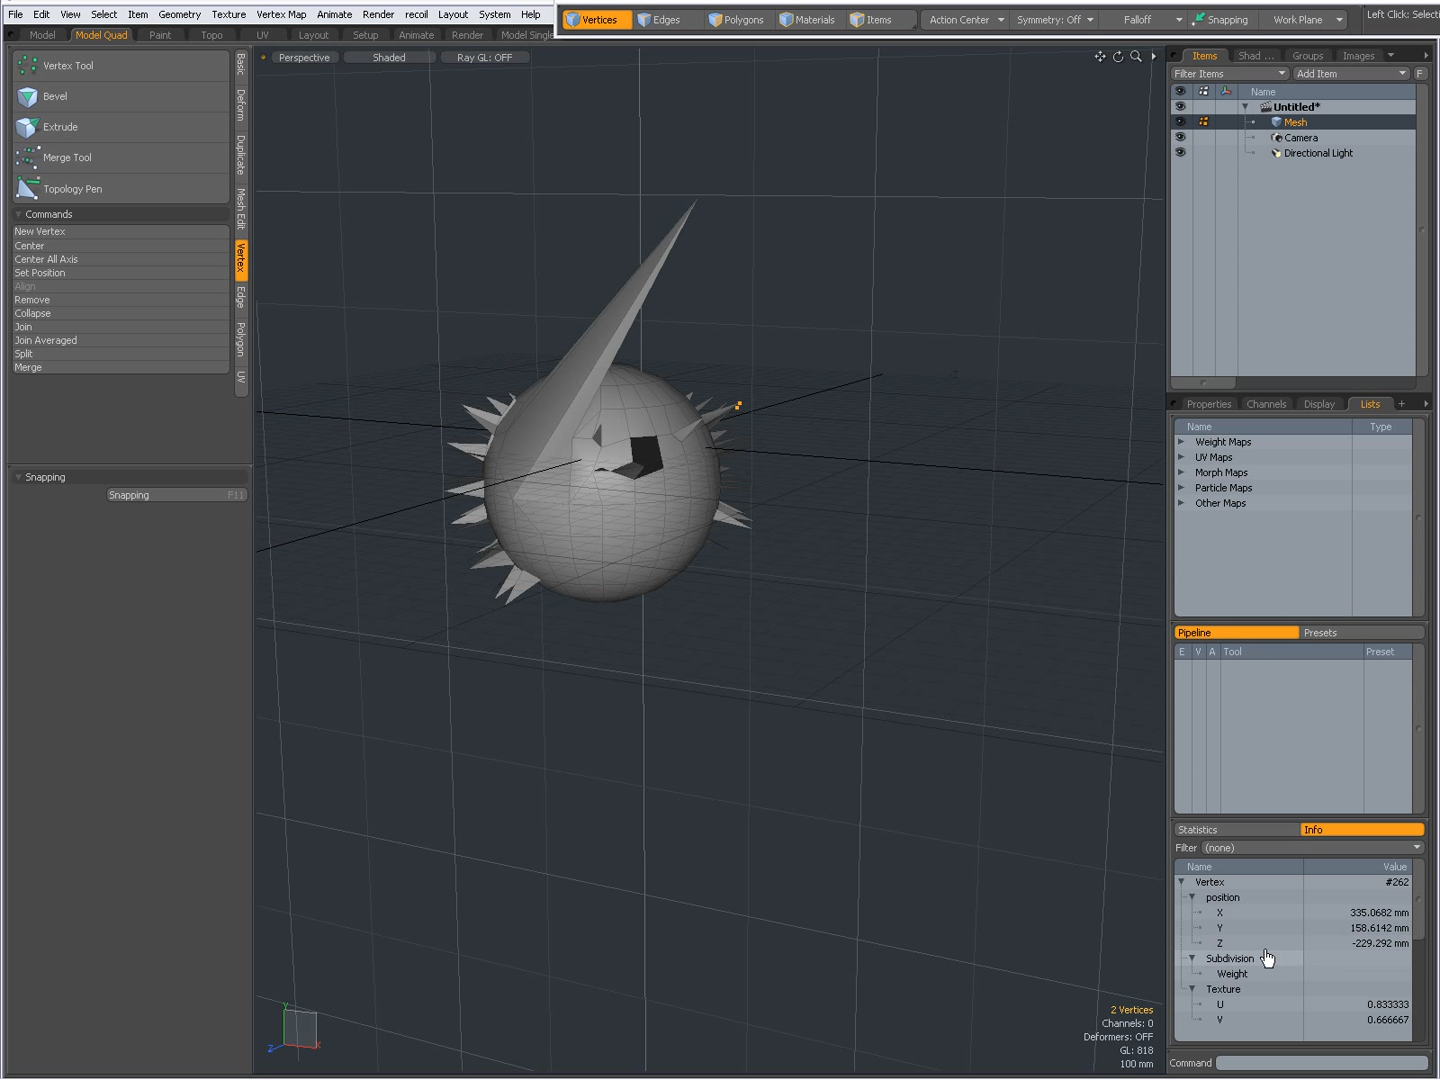 File Edit View Select Item Geometry Texture Vertex Map Animate Render recoil Layout System Help
Vertices Edges Polygons Materials Items Action Center Symmetry: Off Falloff Snapping Work Plane Left Click: Selecti
Model Model Quad Paint Topo UV Layout Setup Animate Render Model Single
Vertex Tool
Bevel
Extrude
Merge Tool
Topology Pen
Commands
New Vertex
Center
Center All Axis
Set Position
Align
Remove
Collapse
Join
Join Averaged
Split
Merge
Basic
Deform
Duplicate
Mesh Edit
Vertex
Edge
Polygon
UV
Snapping
Snapping F11
Perspective Shaded Ray GL: OFF
Y
Z X
2 Vertices
Channels: 0
Deformers: OFF
GL: 818
100 mm
Items Shad ... Groups Images
Filter Items Add Item F
Name
Untitled*
Mesh
Camera
Directional Light
Properties Channels Display Lists +
Name Type
Weight Maps
UV Maps
Morph Maps
Particle Maps
Other Maps
Pipeline Presets
E V A Tool Preset
Statistics Info
Filter (none)
Name Value
Vertex #262
position
X 335.0682 mm
Y 158.6142 mm
Z -229.292 mm
Subdivision
Weight
Texture
U 0.833333
V 0.666667
Command